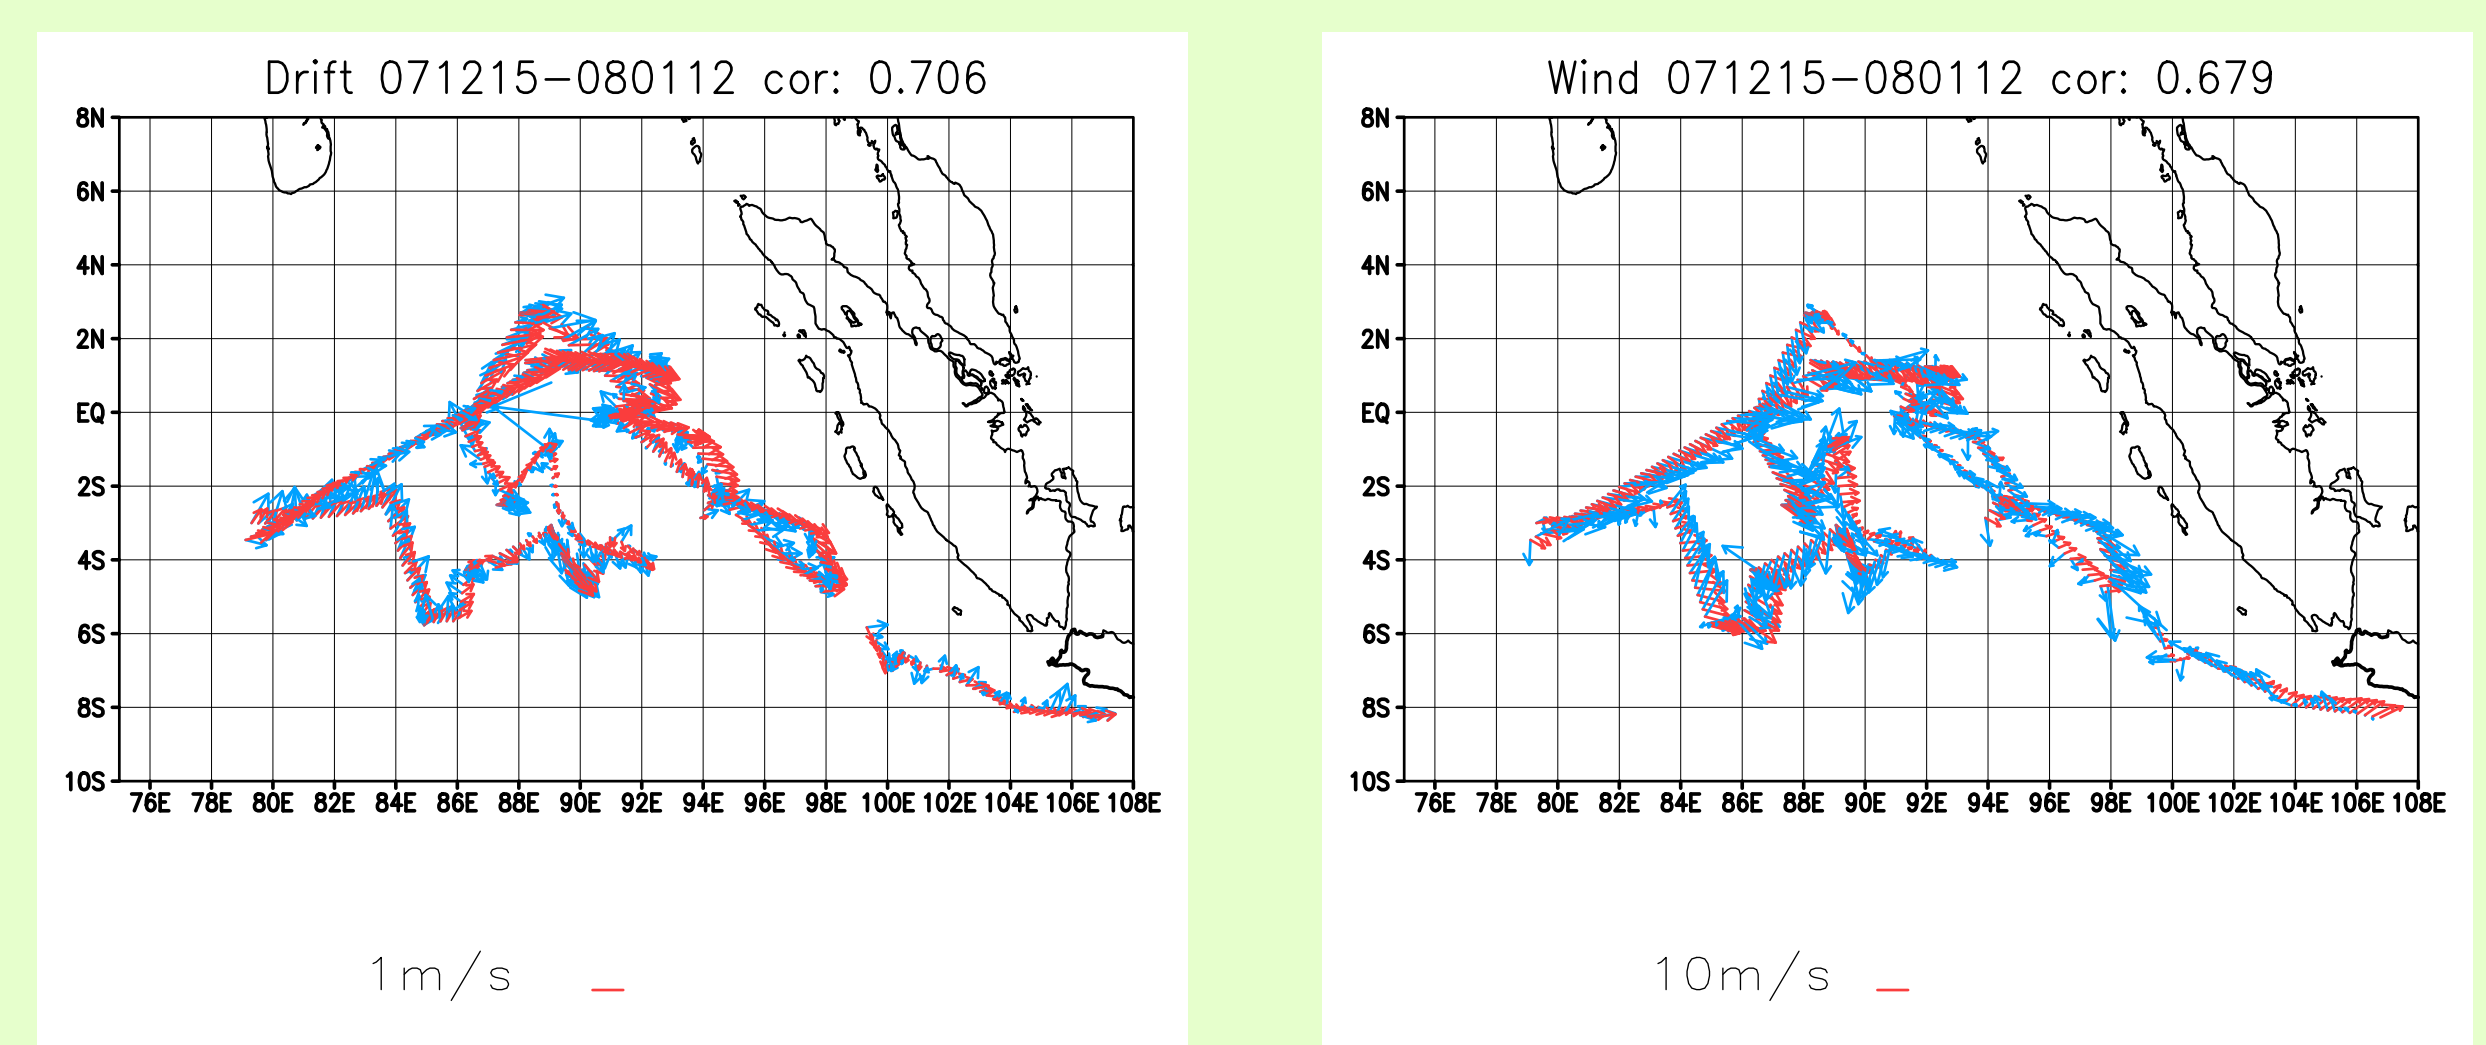 Drift 071215-080112 cor: 0.706
8N
6N
4N
2N
EQ
2S
4S
6S
8S
10S
76E 78E 80E 82E 84E 86E 88E 90E 92E 94E 96E 98E 100E 102E 104E 106E 108E
1m/s
Wind 071215-080112 cor: 0.679
8N
6N
4N
2N
EQ
2S
4S
6S
8S
10S
76E 78E 80E 82E 84E 86E 88E 90E 92E 94E 96E 98E 100E 102E 104E 106E 108E
10m/s